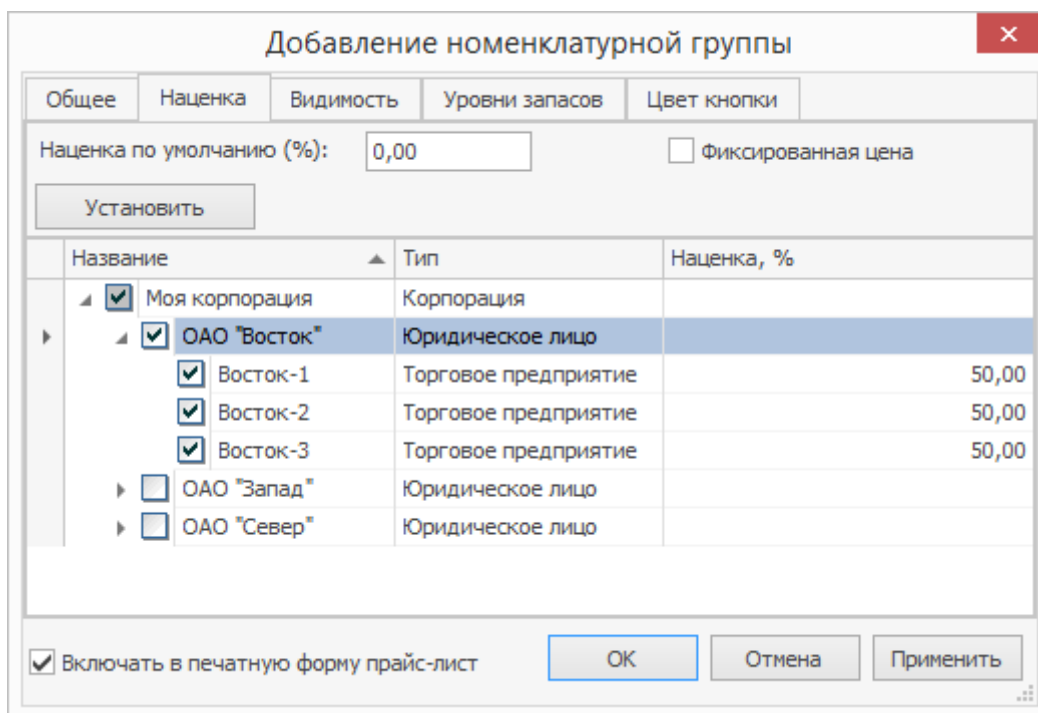 Добавление номенклатурной группы
Общее Наценка Видимость Уровни запасов Цвет кнопки
Наценка по умолчанию (%): 0,00 Фиксированная цена
Установить
Название Тип Наценка, %
Моя корпорация Корпорация
ОАО "Восток" Юридическое лицо
Восток-1 Торговое предприятие 50,00
Восток-2 Торговое предприятие 50,00
Восток-3 Торговое предприятие 50,00
ОАО "Запад" Юридическое лицо
ОАО "Север" Юридическое лицо
Включать в печатную форму прайс-лист OK Отмена Применить